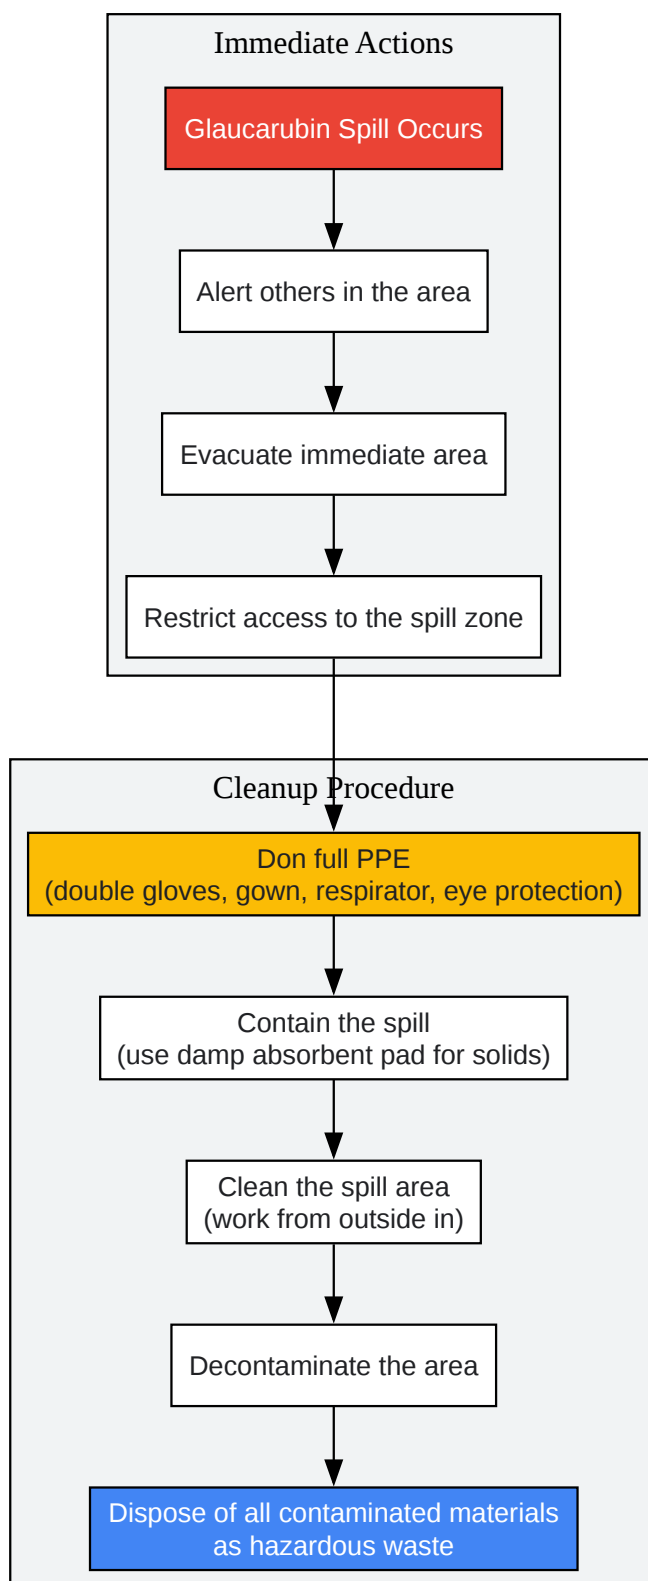 Immediate Actions
Glaucarubin Spill Occurs
Alert others in the area
Evacuate immediate area
Restrict access to the spill zone
Cleanup Procedure
Don full PPE
(double gloves, gown, respirator, eye protection)
Contain the spill
(use damp absorbent pad for solids)
Clean the spill area
(work from outside in)
Decontaminate the area
Dispose of all contaminated materials
as hazardous waste